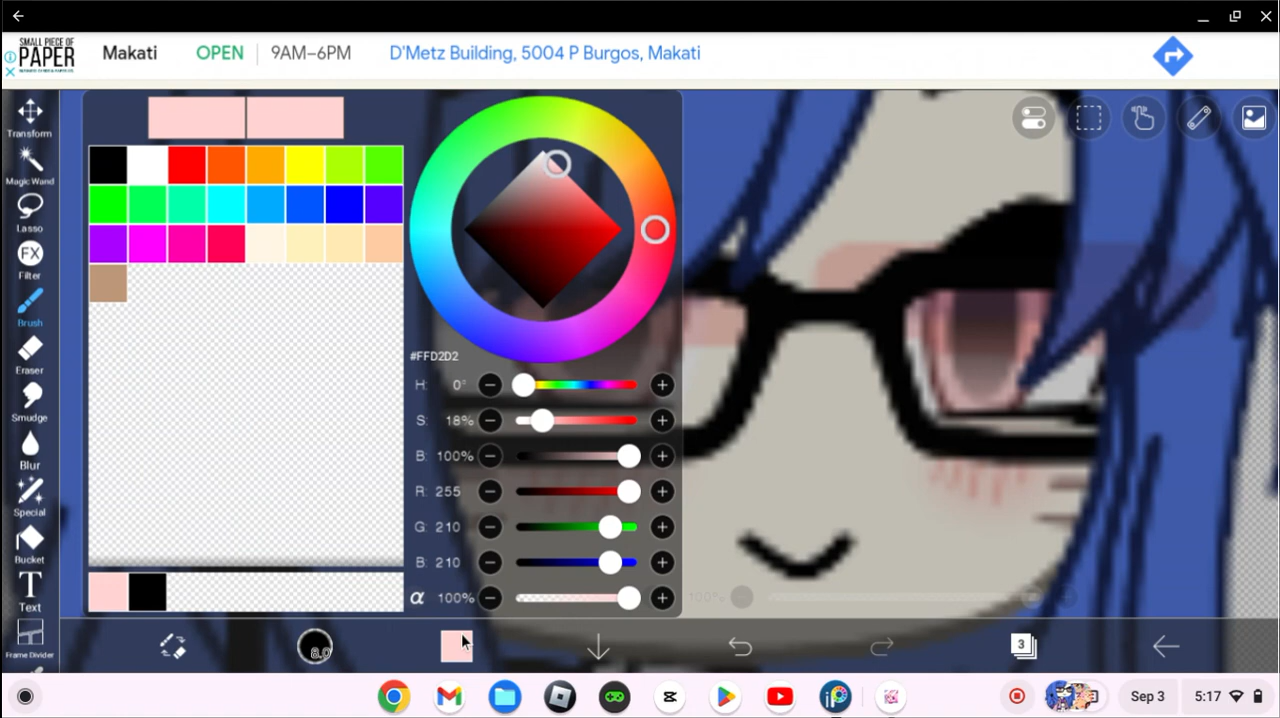 SMALL PIECE OF
PAPER
Makati
OPEN
9AM–6PM
D'Metz Building, 5004 P Burgos, Makati
Transform
Magic Wand
Lasso
FX
Filter
Brush
Eraser
Smudge
Blur
Special
Bucket
T
Text
Frame Divider
#FFD2D2
H: 0°
S: 18%
B: 100%
R: 255
G: 210
B: 210
α 100%
100%
8.0
3
Sep 3
5:17